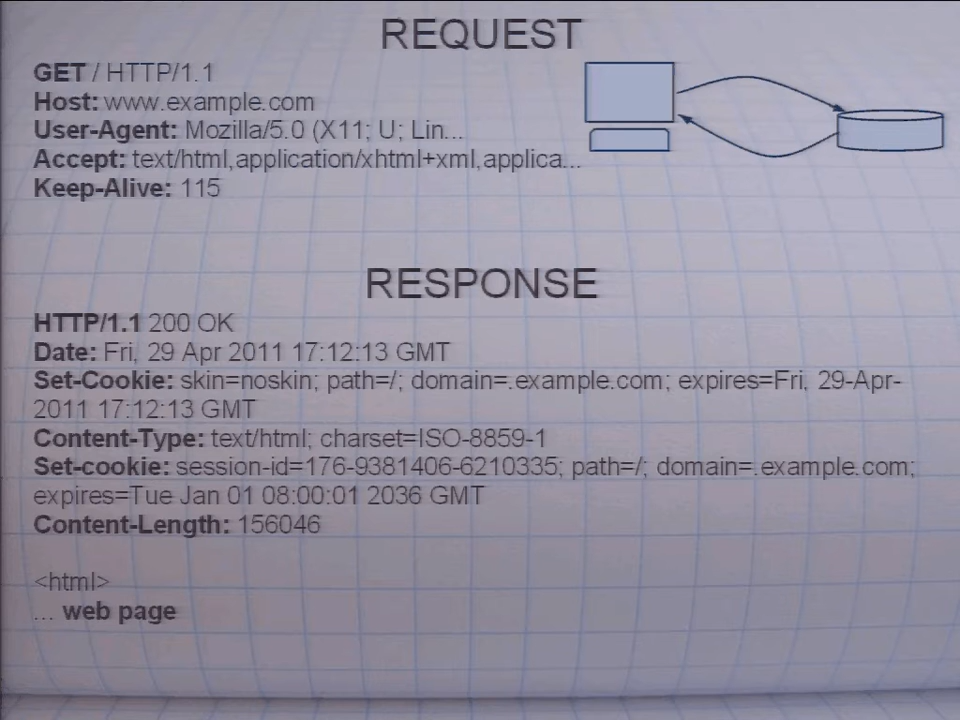 REQUEST
GET / HTTP/1.1
Host: www.example.com
User-Agent: Mozilla/5.0 (X11; U; Lin...
Accept: text/html,application/xhtml+xml,applica...
Keep-Alive: 115
RESPONSE
HTTP/1.1 200 OK
Date: Fri, 29 Apr 2011 17:12:13 GMT
Set-Cookie: skin=noskin; path=/; domain=.example.com; expires=Fri, 29-Apr-
2011 17:12:13 GMT
Content-Type: text/html; charset=ISO-8859-1
Set-cookie: session-id=176-9381406-6210335; path=/; domain=.example.com;
expires=Tue Jan 01 08:00:01 2036 GMT
Content-Length: 156046
<html>
... web page